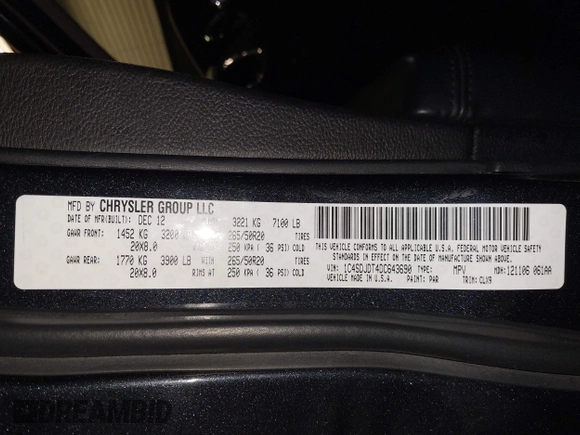 MFD BY CHRYSLER GROUP LLC
DATE OF MFR(BUILT): DEC 12 3221 KG 7100 LB
GAWR FRONT: 1452 KG 3200 265/50R20 TIRES
20X8.0 250 KPA ( 36 PSI) COLD
GAWR REAR: 1770 KG 3900 LB WITH 265/50R20 TIRES
20X8.0 RIMS AT 250 KPA ( 36 PSI) COLD
THIS VEHICLE CONFORMS TO ALL APPLICABLE U.S.A. FEDERAL MOTOR VEHICLE SAFETY
STANDARDS IN EFFECT ON THE DATE OF MANUFACTURE SHOWN ABOVE.
VIN: 1C4SDJDT4DC643690 TYPE: MPV MDH: 121106 061AA
VEHICLE MADE IN U.S.A. PAINT: PAR TRIM: CLX9
DREAMBID